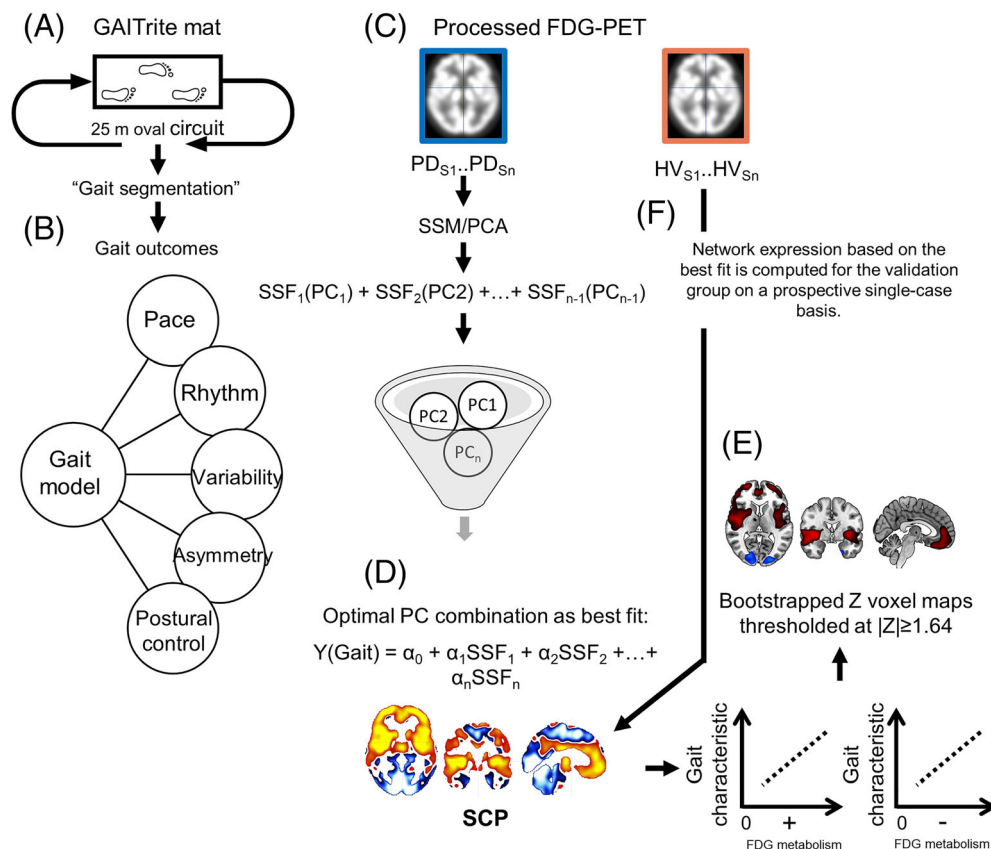 (A)
GAITrite mat
25 m oval circuit
“Gait segmentation”
(B)
Gait outcomes
Pace
Rhythm
Gait
model
Variability
Asymmetry
Postural
control
(C)
Processed FDG-PET
PD_S1..PD_Sn
HV_S1..HV_Sn
SSM/PCA
SSF₁(PC₁) + SSF₂(PC2) +…+ SSFₙ₋₁(PCₙ₋₁)
PC2
PC1
PCₙ
(F)
Network expression based on the
best fit is computed for the validation
group on a prospective single-case
basis.
(D)
Optimal PC combination as best fit:
Y(Gait) = α₀ + α₁SSF₁ + α₂SSF₂ +…+
αₙSSFₙ
SCP
(E)
Bootstrapped Z voxel maps
thresholded at |Z|≥1.64
Gait
characteristic
0
+
FDG metabolism
Gait
characteristic
0
-
FDG metabolism